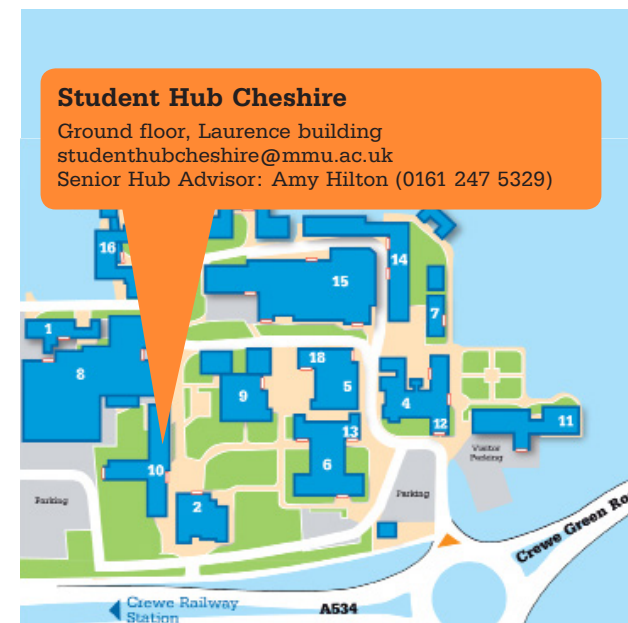 Student Hub Cheshire
Ground floor, Laurence building
studenthubcheshire@mmu.ac.uk
Senior Hub Advisor: Amy Hilton (0161 247 5329)
16
14
15
7
1
18
8
5
9
4
11
12
13
Visitor
Parking
6
10
Parking
Parking
2
Crewe Green Ro
Crewe Railway
Station
A534